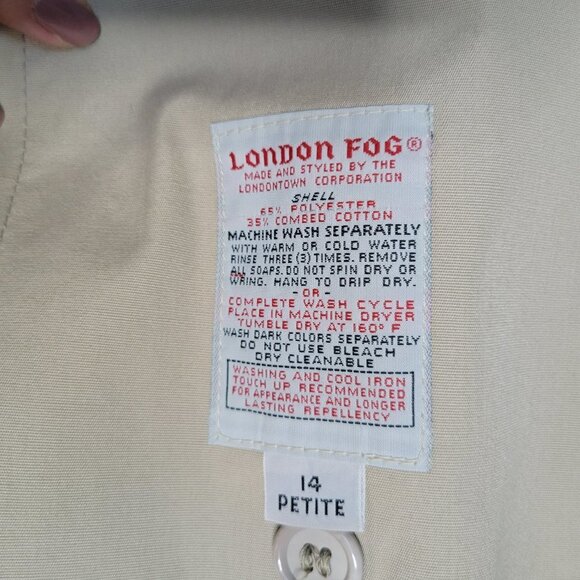 LONDON FOG®
MADE AND STYLED BY THE
LONDONTOWN CORPORATION
SHELL
65% POLYESTER
35% COMBED COTTON
MACHINE WASH SEPARATELY
WITH WARM OR COLD WATER
RINSE THREE (3) TIMES. REMOVE
ALL SOAPS. DO NOT SPIN DRY OR
WRING. HANG TO DRIP DRY.
-OR-
COMPLETE WASH CYCLE
PLACE IN MACHINE DRYER
TUMBLE DRY AT 160° F
WASH DARK COLORS SEPARATELY
DO NOT USE BLEACH
DRY CLEANABLE
WASHING AND COOL IRON
TOUCH UP RECOMMENDED
FOR APPEARANCE AND LONGER
LASTING REPELLENCY
14
PETITE